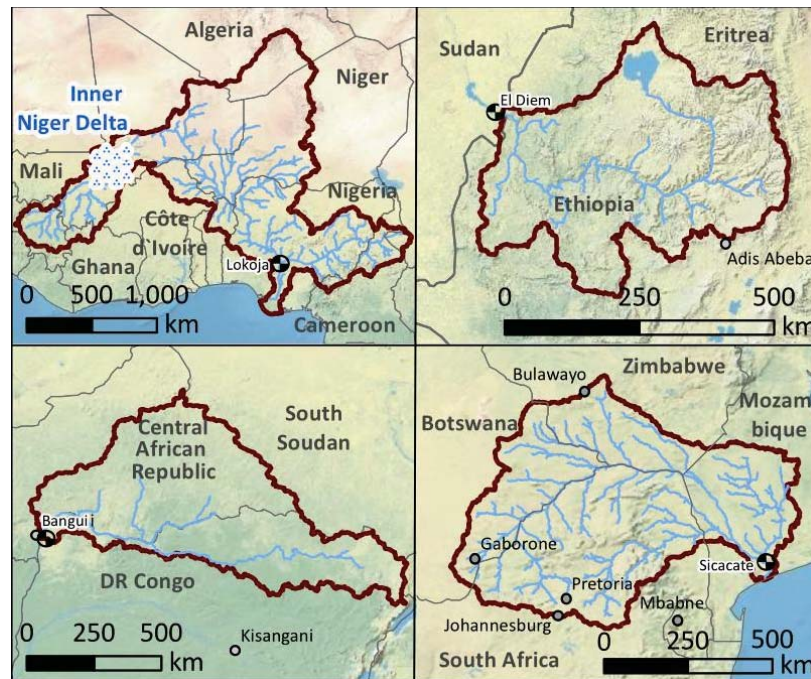 Algeria
Niger
Inner
Niger Delta
Mali
Nigeria
Côte
d`Ivoire
Ghana
Lokoja
Cameroon
0 500 1,000
km
Sudan
Eritrea
El Diem
Ethiopia
Adis Abeba
0 250 500
km
South
Soudan
Central
African
Republic
Bangui
DR Congo
Kisangani
0 250 500
km
Zimbabwe
Bulawayo
Mozam
bique
Botswana
Gaborone
Sicacate
Pretoria
Mbabne
Johannesburg
South Africa
0 250 500
km